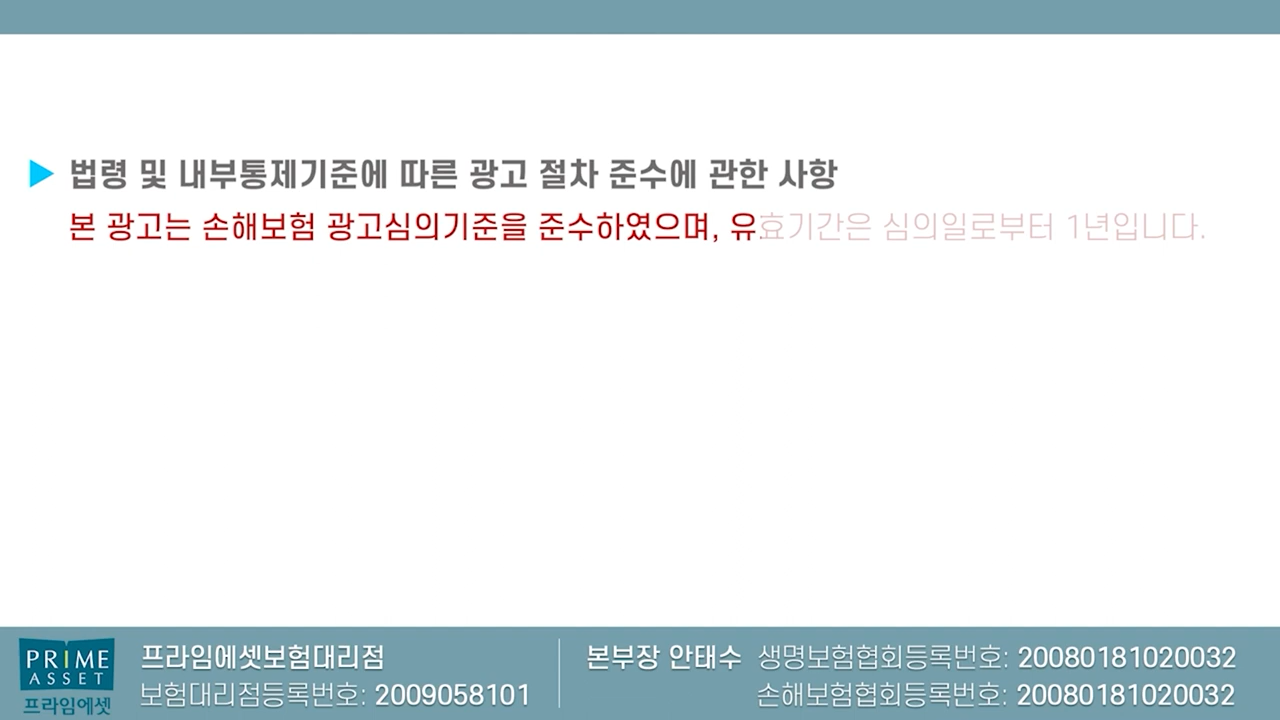 ▶ 법령 및 내부통제기준에 따른 광고 절차 준수에 관한 사항
본 광고는 손해보험 광고심의기준을 준수하였으며, 유효기간은 심의일로부터 1년입니다.
PRIME
ASSET
프라임에셋
프라임에셋보험대리점
보험대리점등록번호: 2009058101
본부장 안태수 생명보험협회등록번호: 20080181020032
손해보험협회등록번호: 20080181020032